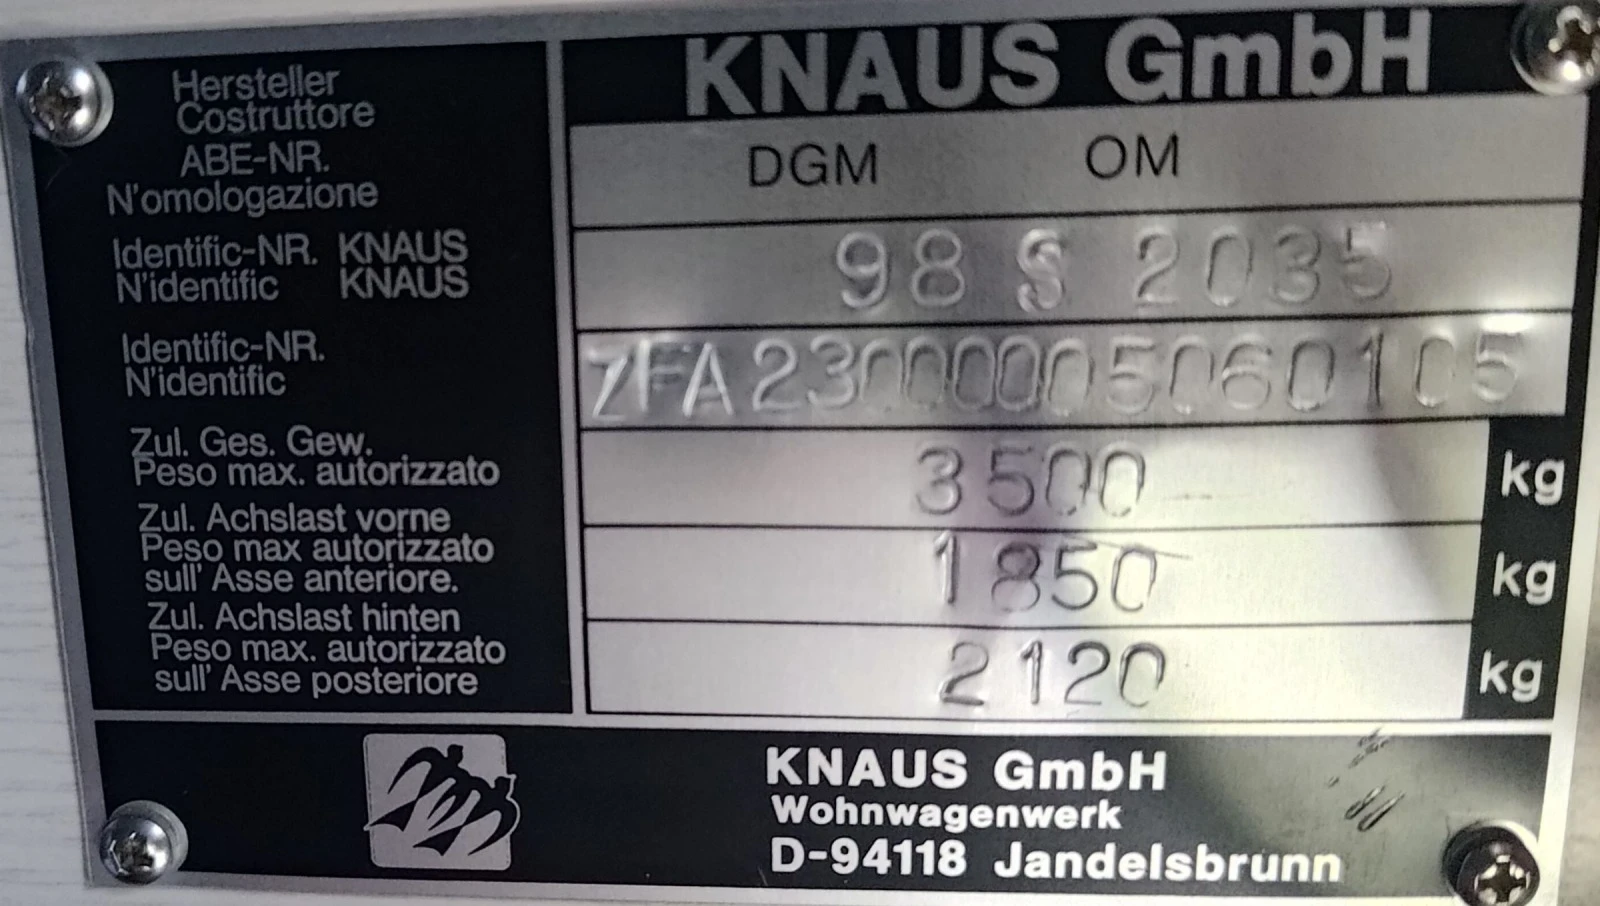 Hersteller
Costruttore
KNAUS GmbH
ABE-NR.
N'omologazione
DGM OM
Identific-NR. KNAUS
N'identific KNAUS
98 S 2035
Identific-NR.
N'identific
ZFA23000005060105
Zul. Ges. Gew.
Peso max. autorizzato
3500 kg
Zul. Achslast vorne
Peso max autorizzato
sull' Asse anteriore.
1850 kg
Zul. Achslast hinten
Peso max. autorizzato
sull' Asse posteriore
2120 kg
KNAUS GmbH
Wohnwagenwerk
D-94118 Jandelsbrunn